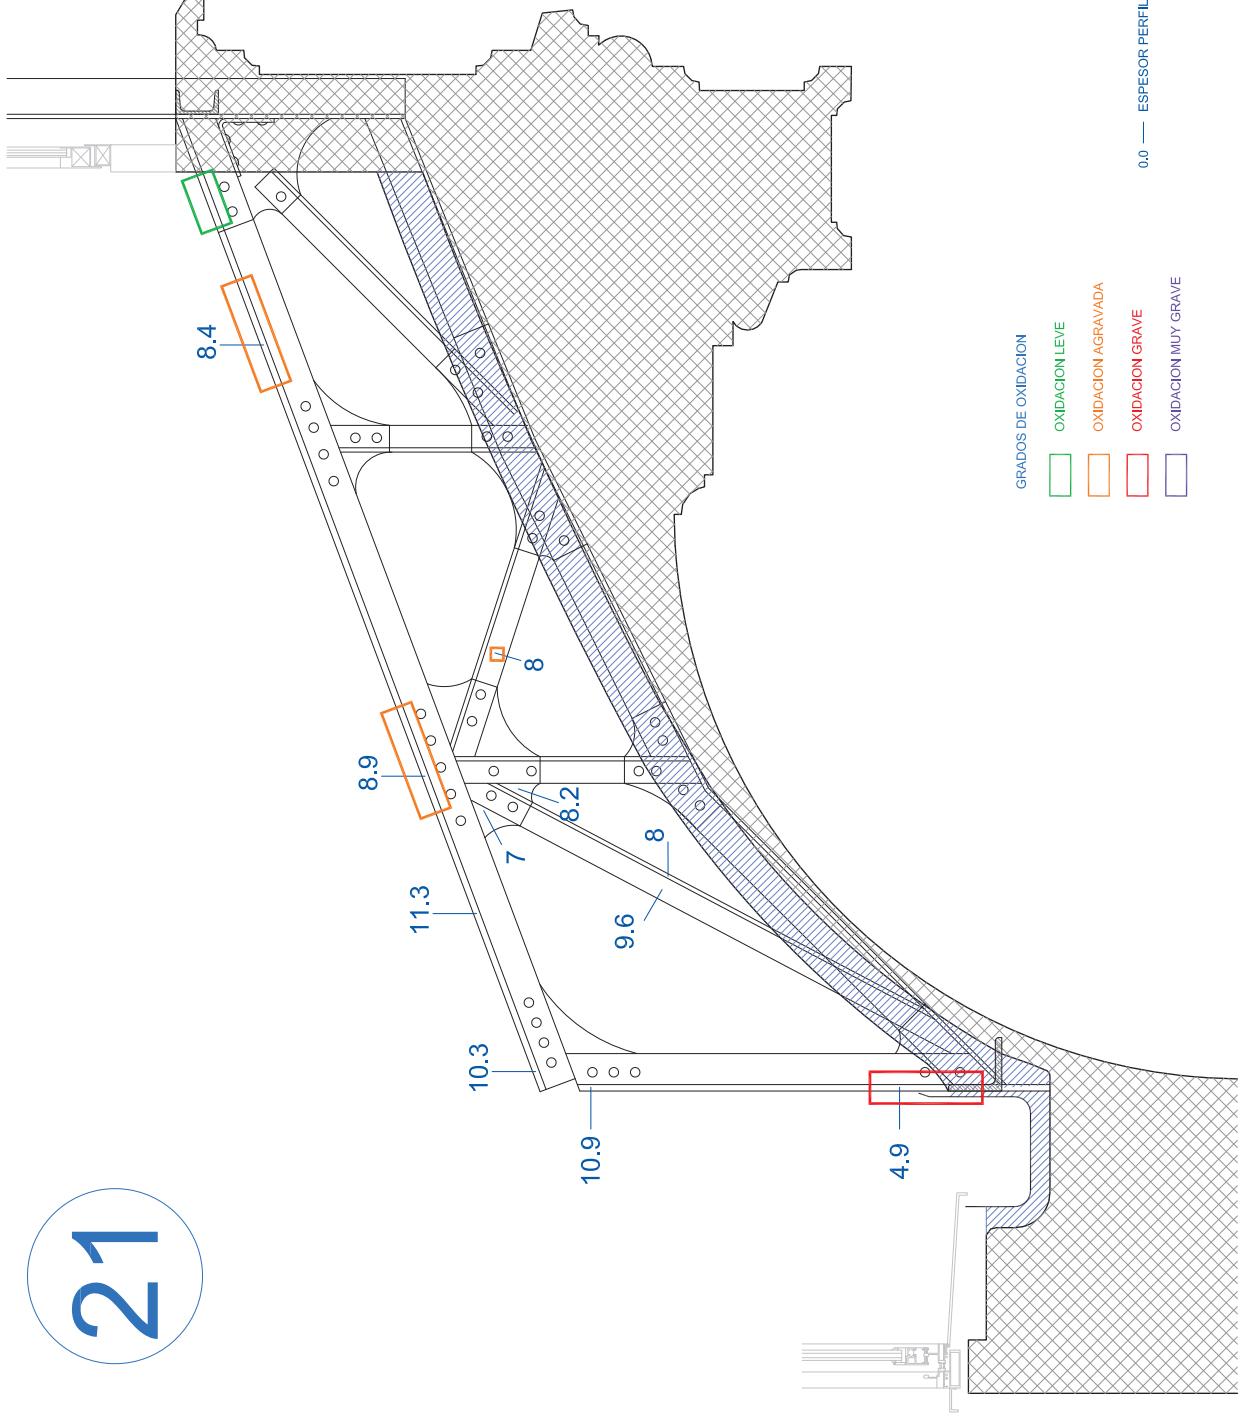 21
8.4
8.9
11.3
10.3
10.9
4.9
7
8.2
8
8
9.6
GRADOS DE OXIDACION
OXIDACION LEVE
OXIDACION AGRAVADA
OXIDACION GRAVE
OXIDACION MUY GRAVE
0.0 — ESPESOR PERFIL